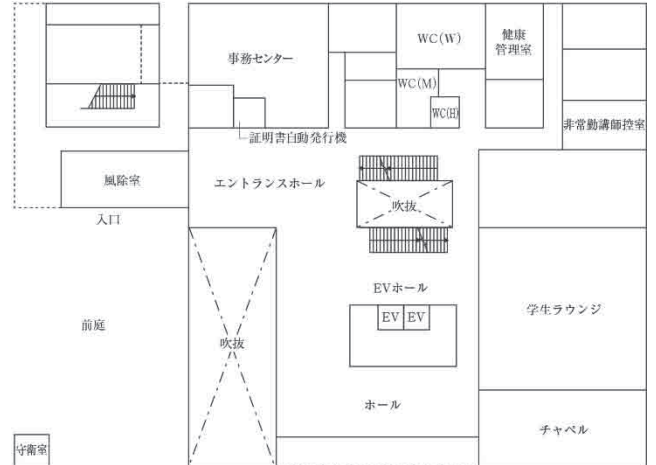 WC(W)
健康
管理室
事務センター
WC(M)
WC(H)
非常勤講師控室
証明書自動発行機
風除室
エントランスホール
吹抜
入口
EVホール
EV
EV
学生ラウンジ
前庭
吹抜
ホール
チャペル
守衛室